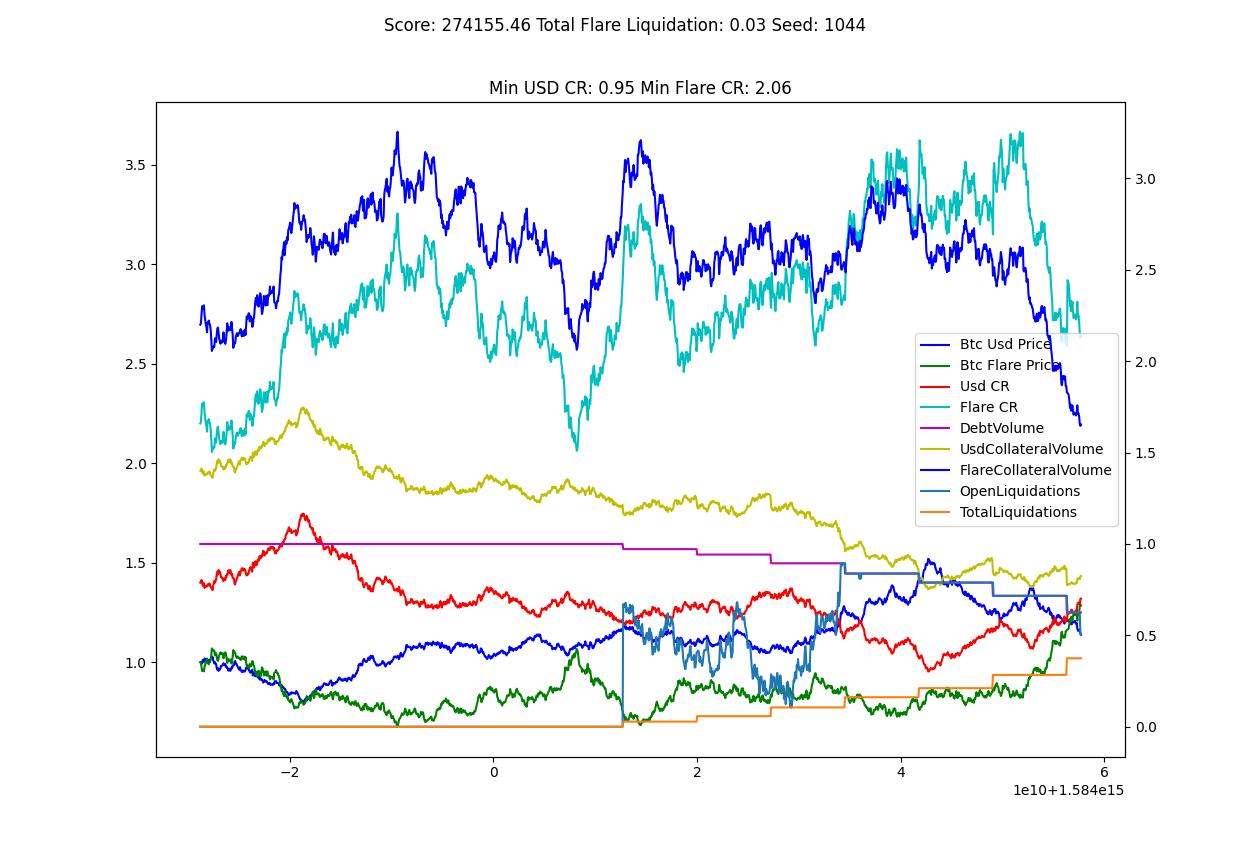 Score: 274155.46 Total Flare Liquidation: 0.03 Seed: 1044
Min USD CR: 0.95 Min Flare CR: 2.06
3.5
3.0
2.5
2.0
1.5
1.0
3.0
2.5
2.0
1.5
1.0
0.5
0.0
Btc Usd Price
Btc Flare Price
Usd CR
Flare CR
DebtVolume
UsdCollateralVolume
FlareCollateralVolume
OpenLiquidations
TotalLiquidations
−2
0
2
4
6
1e10+1.584e15